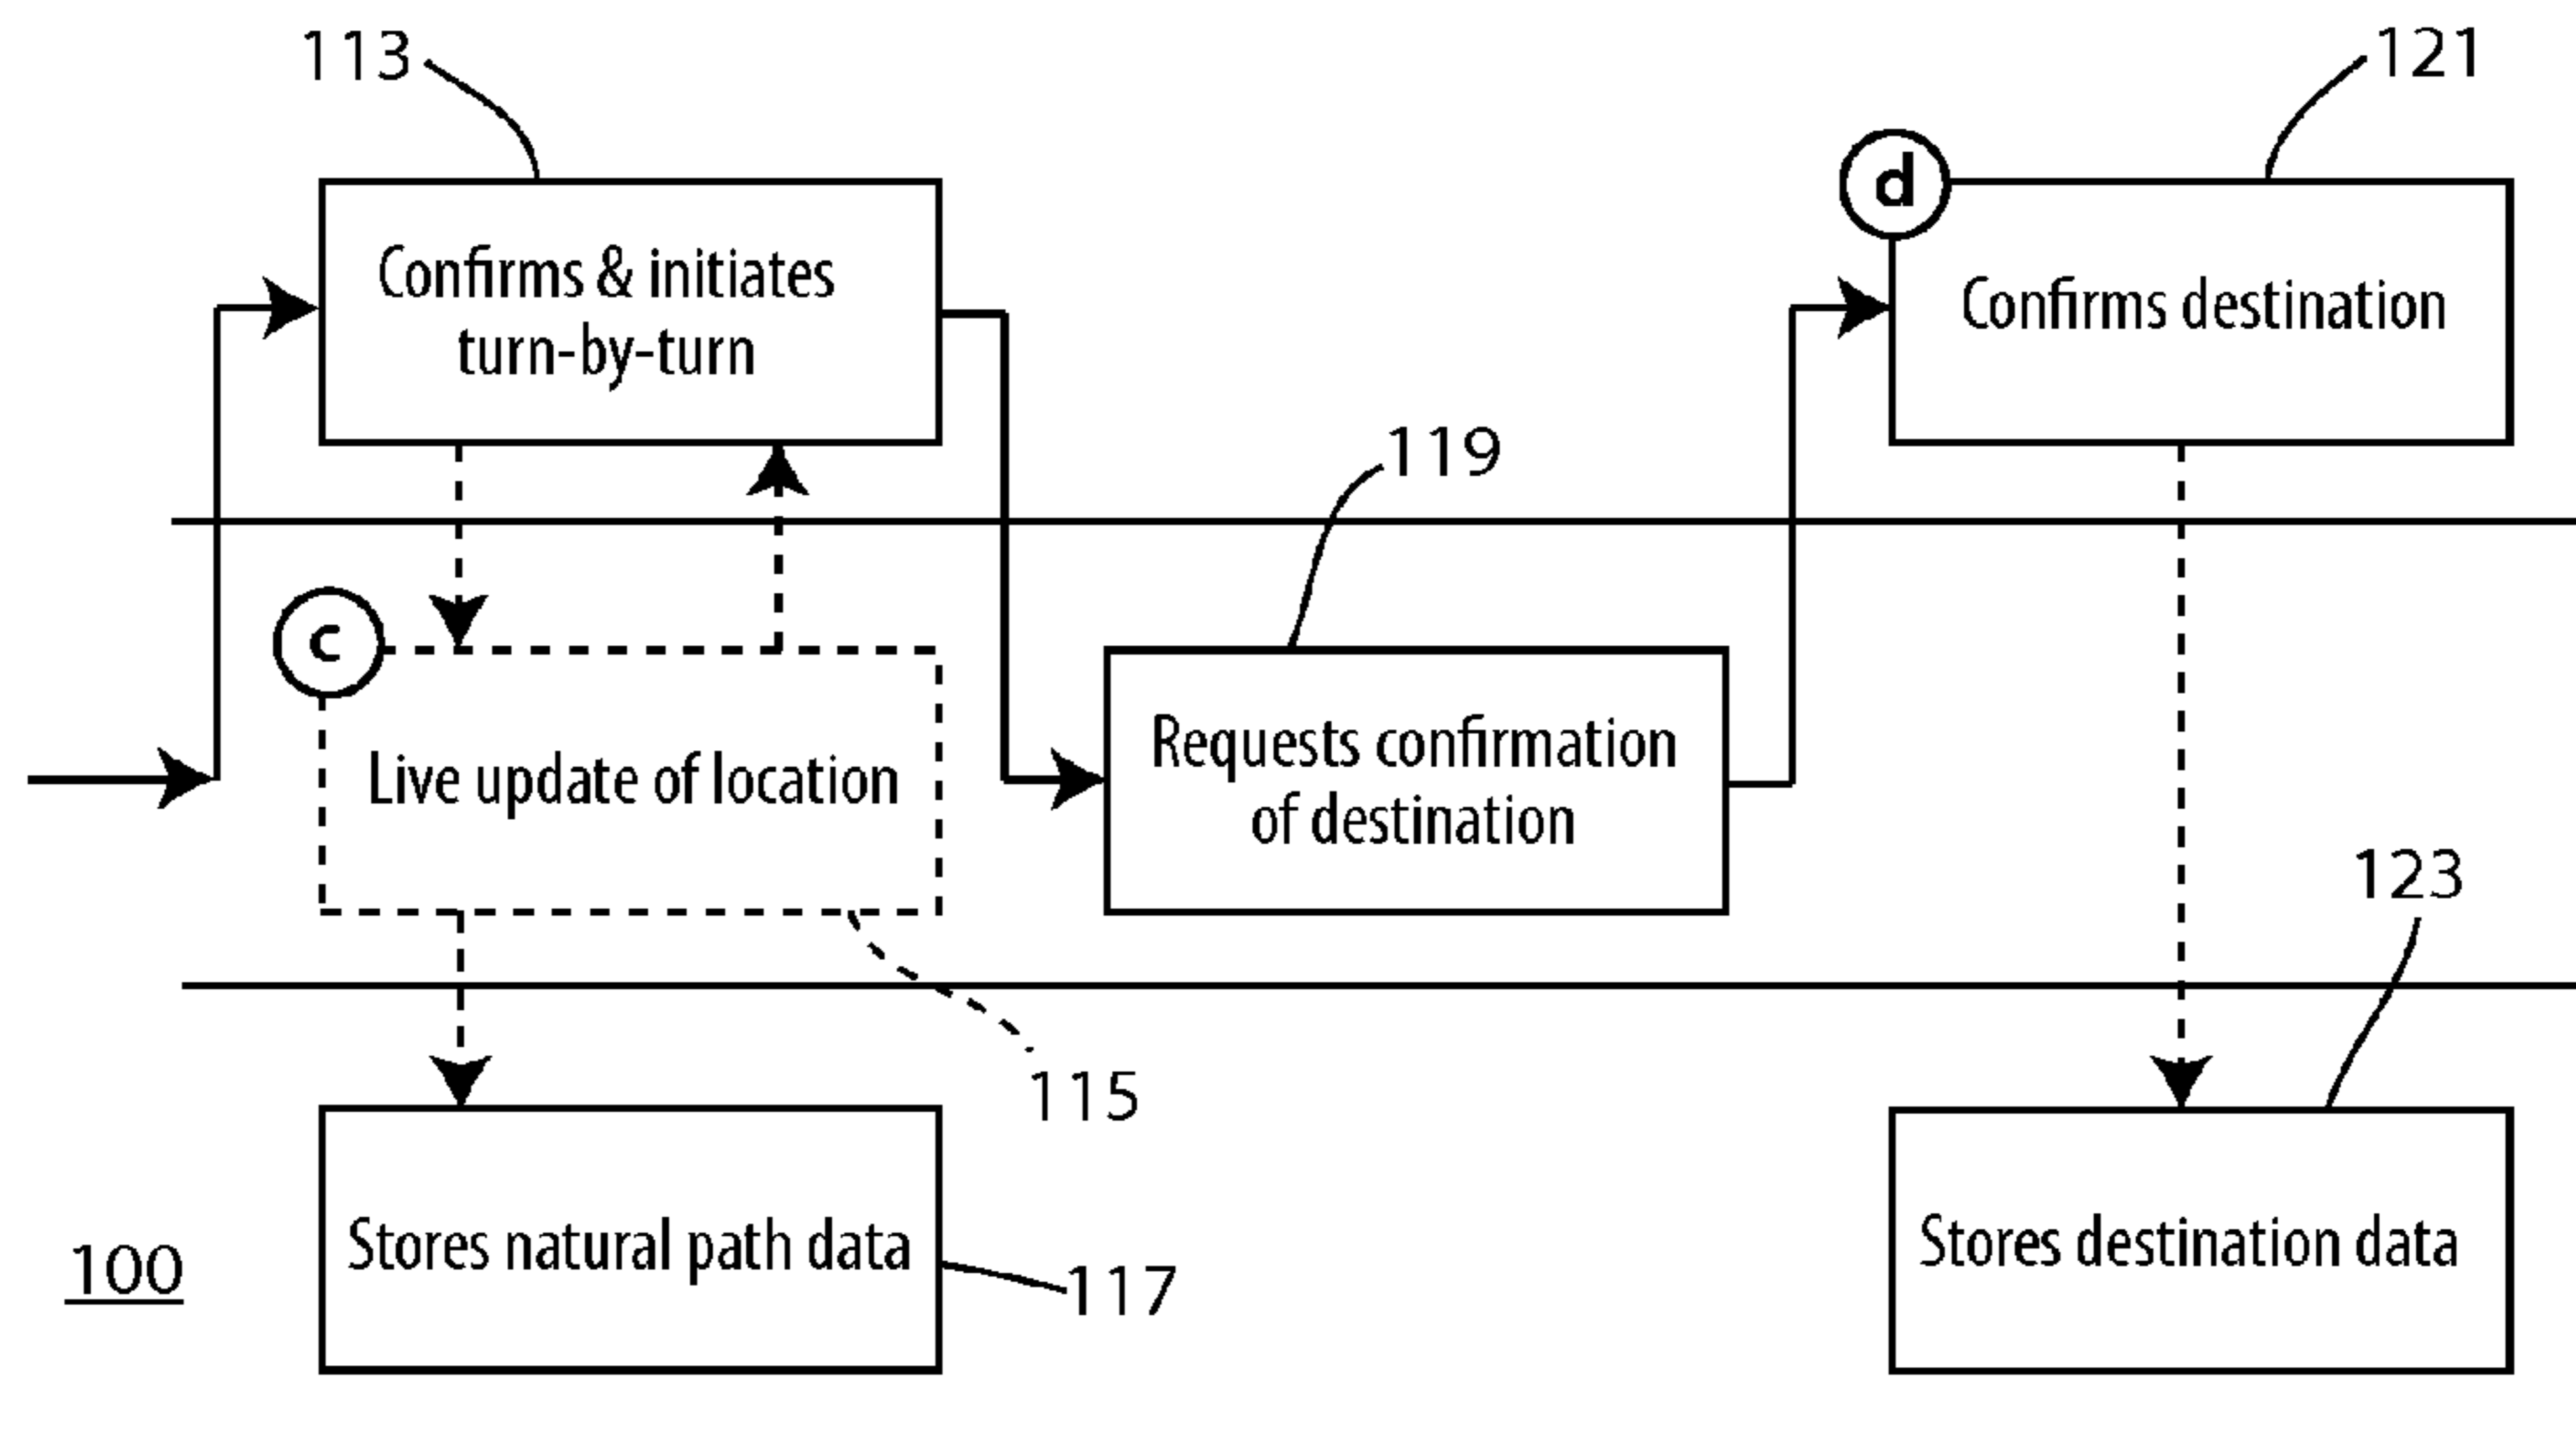 113
121
d
Confirms & initiates
turn-by-turn
Confirms destination
119
c
Live update of location
Requests confirmation
of destination
123
115
Stores natural path data
117
Stores destination data
100